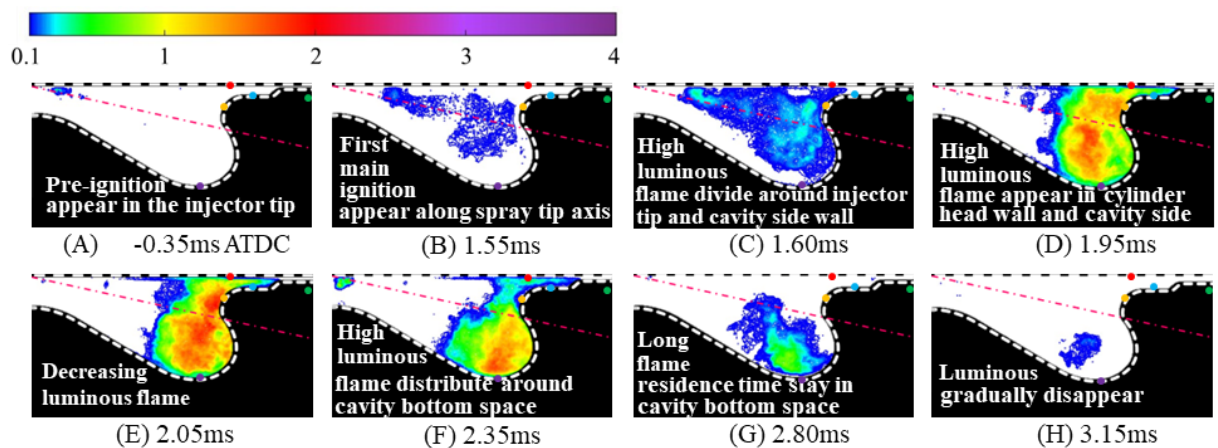 0.1 1 2 3 4
Pre-ignition
appear in the injector tip
(A) -0.35ms ATDC
First
main
ignition
appear along spray tip axis
(B) 1.55ms
High
luminous
flame divide around injector
tip and cavity side wall
(C) 1.60ms
High
luminous
flame appear in cylinder
head wall and cavity side
(D) 1.95ms
Decreasing
luminous flame
(E) 2.05ms
High
luminous
flame distribute around
cavity bottom space
(F) 2.35ms
Long
flame
residence time stay in
cavity bottom space
(G) 2.80ms
Luminous
gradually disappear
(H) 3.15ms